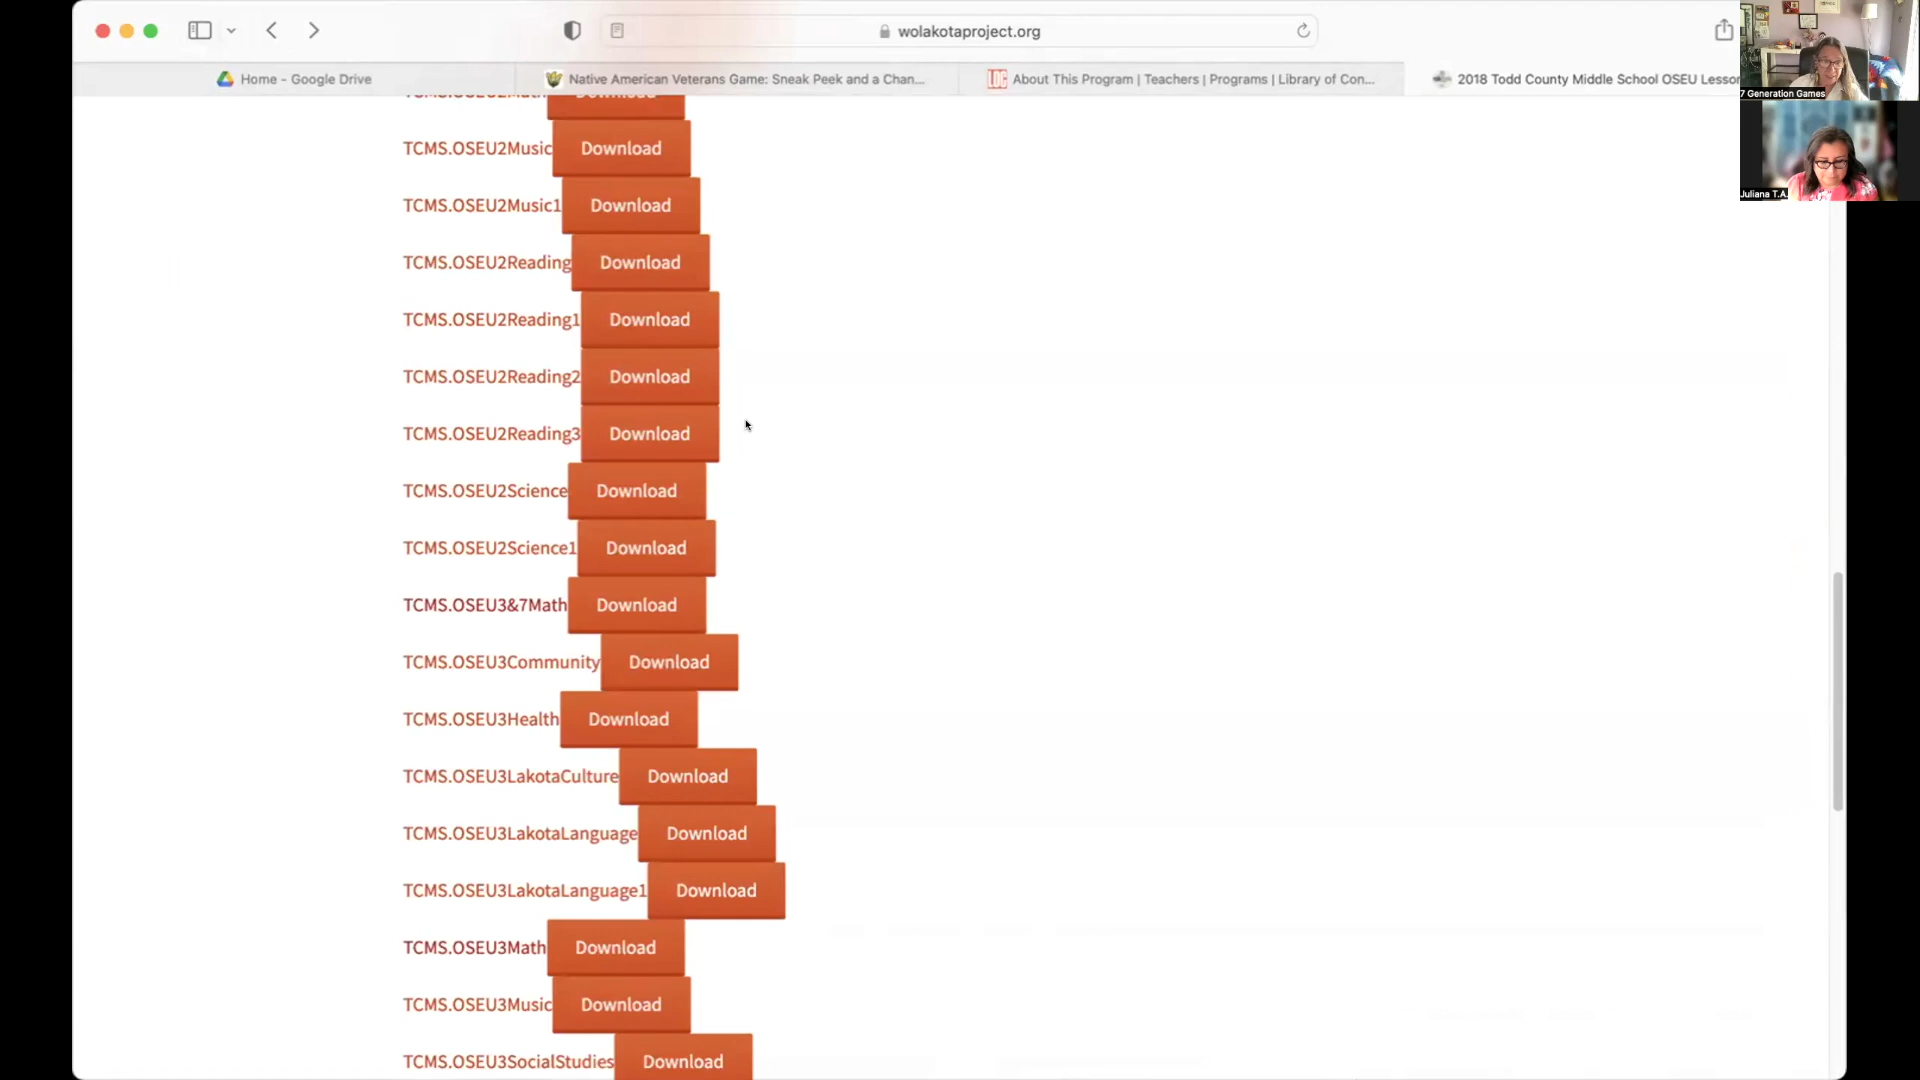 wolakotaproject.org
Home - Google Drive
Native American Veterans Game: Sneak Peek and a Chan...
LOC About This Program | Teachers | Programs | Library of Con...
2018 Todd County Middle School OSEU Lesso
7 Generation Games
Juliana T.A.
TCMS.OSEU2Math Download
TCMS.OSEU2Music Download
TCMS.OSEU2Music1 Download
TCMS.OSEU2Reading Download
TCMS.OSEU2Reading1 Download
TCMS.OSEU2Reading2 Download
TCMS.OSEU2Reading3 Download
TCMS.OSEU2Science Download
TCMS.OSEU2Science1 Download
TCMS.OSEU3&7Math Download
TCMS.OSEU3Community Download
TCMS.OSEU3Health Download
TCMS.OSEU3LakotaCulture Download
TCMS.OSEU3LakotaLanguage Download
TCMS.OSEU3LakotaLanguage1 Download
TCMS.OSEU3Math Download
TCMS.OSEU3Music Download
TCMS.OSEU3SocialStudies Download